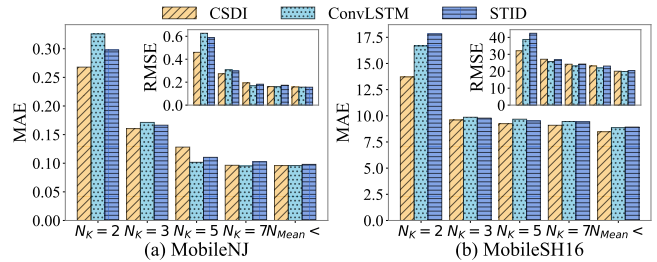 CSDI ConvLSTM STID
MAE
0.30
0.25
0.20
0.15
0.10
0.05
0.00
RMSE
0.6
0.4
0.2
0.0
N_K = 2 N_K = 3 N_K = 5 N_K = 7 N_Mean <
(a) MobileNJ
MAE
17.5
15.0
12.5
10.0
7.5
5.0
2.5
0.0
RMSE
40
30
20
10
0
N_K = 2 N_K = 3 N_K = 5 N_K = 7 N_Mean <
(b) MobileSH16